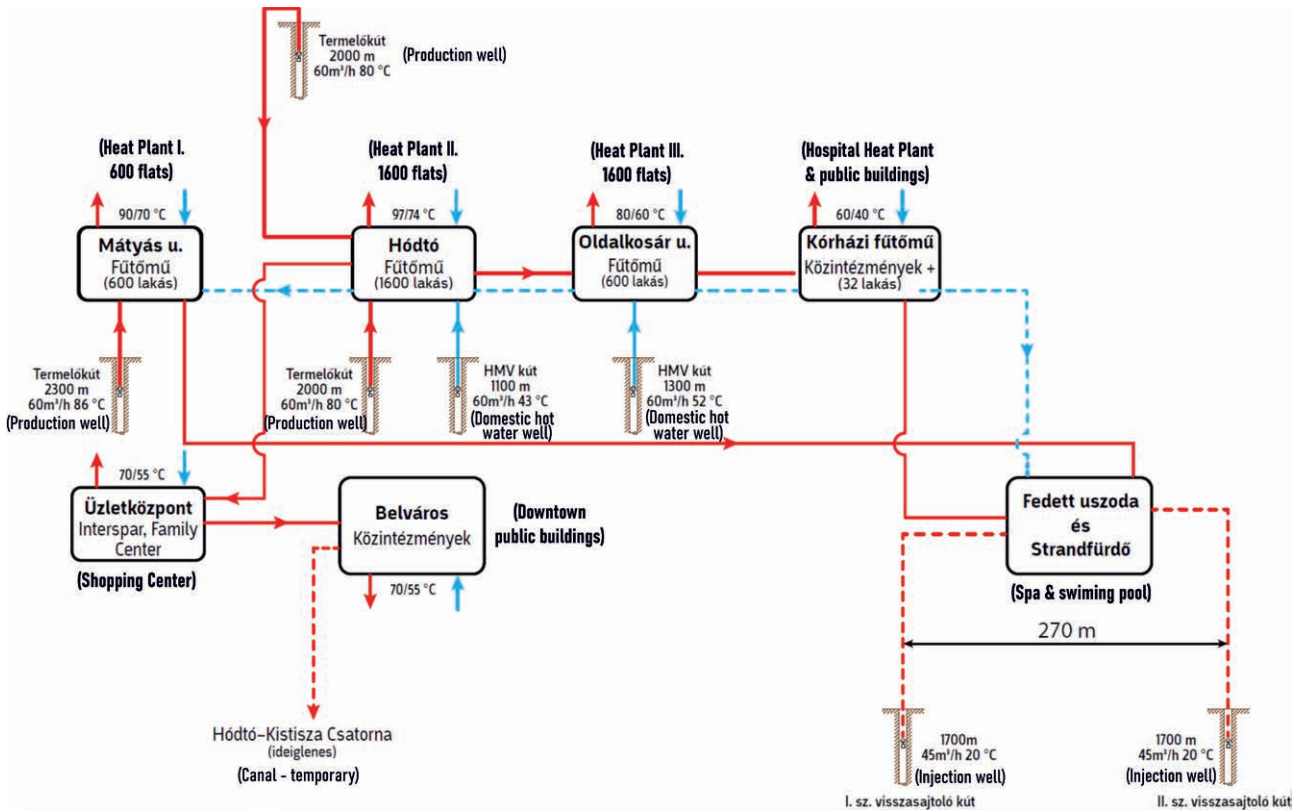 Termelőkút
2000 m
60m³/h 80 °C
(Production well)
(Heat Plant I.
600 flats)
90/70 °C
Mátyás u.
Fűtőmű
(600 lakás)
(Heat Plant II.
1600 flats)
97/74 °C
Hódtó
Fűtőmű
(1600 lakás)
(Heat Plant III.
1600 flats)
80/60 °C
Oldalkosár u.
Fűtőmű
(600 lakás)
(Hospital Heat Plant
& public buildings)
60/40 °C
Kórházi fűtőmű
Közintézmények +
(32 lakás)
Termelőkút
2300 m
60m³/h 86 °C
(Production well)
Termelőkút
2000 m
60m³/h 80 °C
(Production well)
HMV kút
1100 m
60m³/h 43 °C
(Domestic hot
water well)
HMV kút
1300 m
60m³/h 52 °C
(Domestic hot
water well)
70/55 °C
Üzletközpont
Interspar, Family
Center
(Shopping Center)
Belváros
Közintézmények
(Downtown
public buildings)
70/55 °C
Fedett uszoda
és
Strandfürdő
(Spa & swiming pool)
270 m
Hódtó–Kistisza Csatorna
(ideiglenes)
(Canal - temporary)
1700m
45m³/h 20 °C
(Injection well)
I. sz. visszasajtoló kút
1700 m
45m³/h 20 °C
(Injection well)
II. sz. visszasajtoló kút